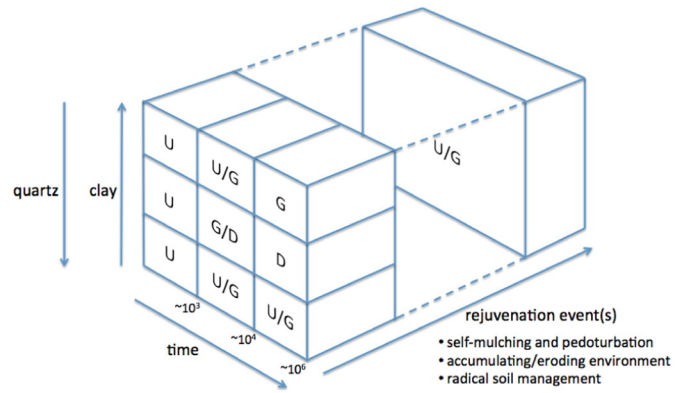 U
U/G
G
U
G/D
D
U
U/G
U/G
U/G
quartz
clay
~10³
~10⁴
~10⁶
time
rejuvenation event(s)
• self-mulching and pedoturbation
• accumulating/eroding environment
• radical soil management